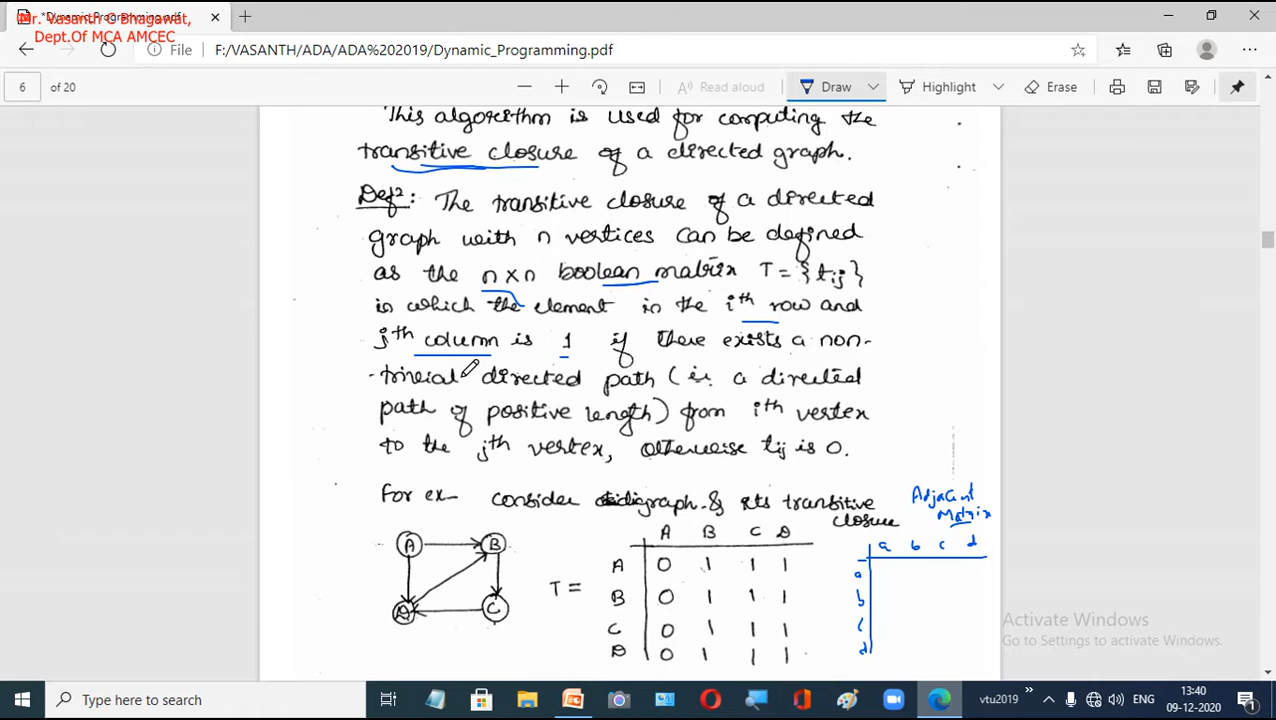 *Dynamic_Programming.pdf
Dr. Vasanth G Bhagawat,
Dept.Of MCA AMCEC
File F:/VASANTH/ADA/ADA%202019/Dynamic_Programming.pdf
6 of 20
Read aloud Draw Highlight Erase
This algorithm is used for computing the
transitive closure of a directed graph.
Defn: The transitive closure of a directed
graph with n vertices can be defined
as the n x n boolean matrix T = {tij}
in which the element in the ith row and
jth column is 1 if there exists a non-
-trivial directed path (ie. a directed
path of positive length) from ith vertex
to the jth vertex, otherwise tij is 0.
For ex- consider digraph & its transitive
closure
A B
D C
T =
A B C D
A 0 1 1 1
B 0 1 1 1
C 0 1 1 1
D 0 1 1 1
Adjacent
Matrix
a b c d
a
b
c
d
Activate Windows
Go to Settings to activate Windows.
Type here to search
vtu2019
ENG
13:40
09-12-2020
1